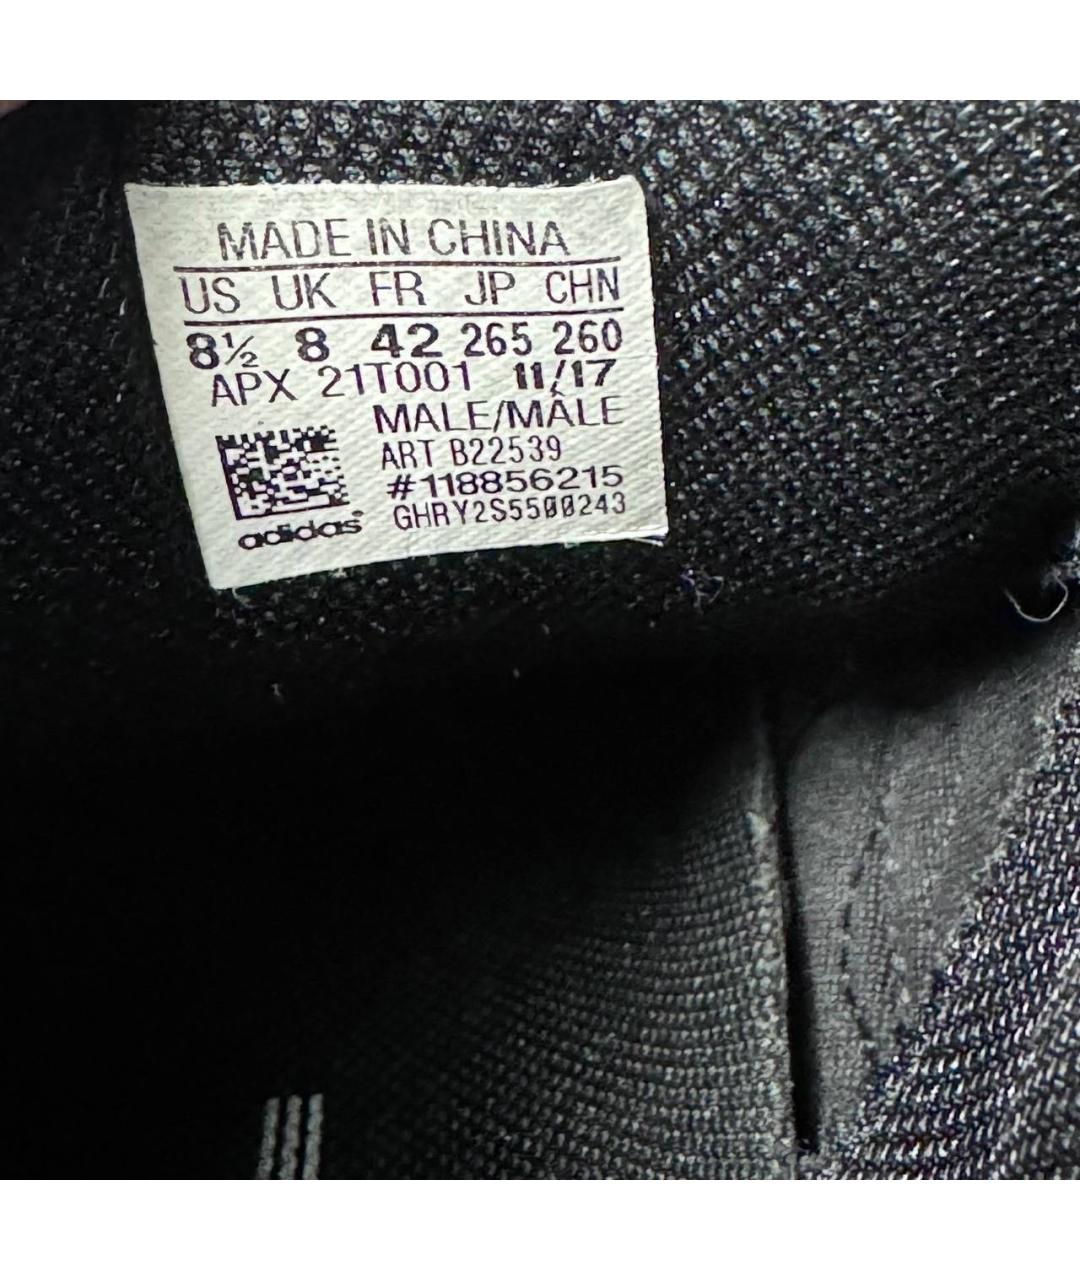 MADE IN CHINA
US UK FR JP CHN
8½ 8 42 265 260
APX 21T001 11/17
MALE/MÂLE
ART B22539
#118856215
GHRY2S5500243
adidas